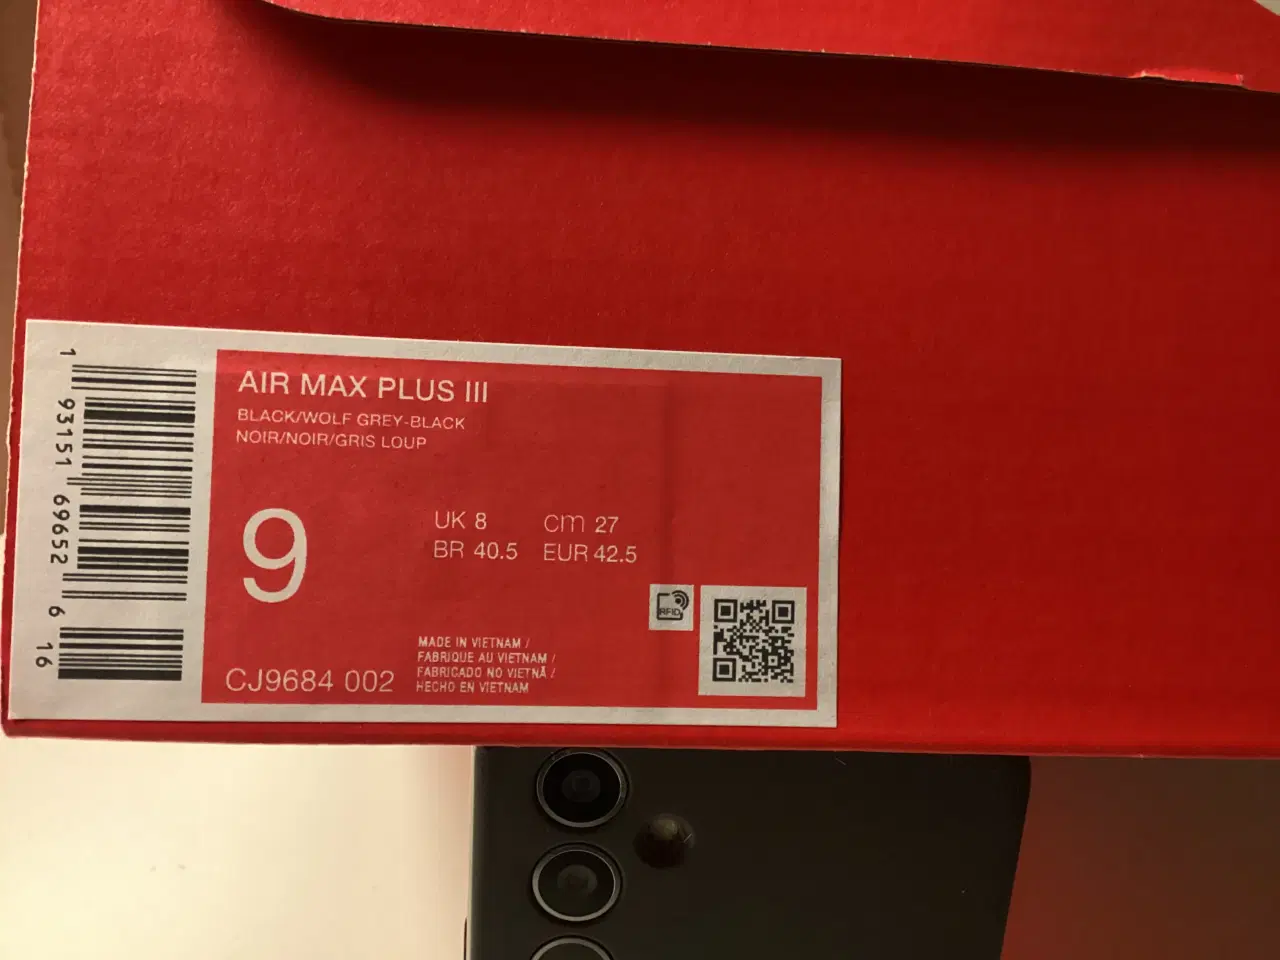 AIR MAX PLUS III
BLACK/WOLF GREY-BLACK
NOIR/NOIR/GRIS LOUP
9
UK 8 cm 27
BR 40.5 EUR 42.5
RFID
MADE IN VIETNAM /
FABRIQUE AU VIETNAM /
FABRICADO NO VIETNÃ /
HECHO EN VIETNAM
CJ9684 002
1 93151 69652 6 16